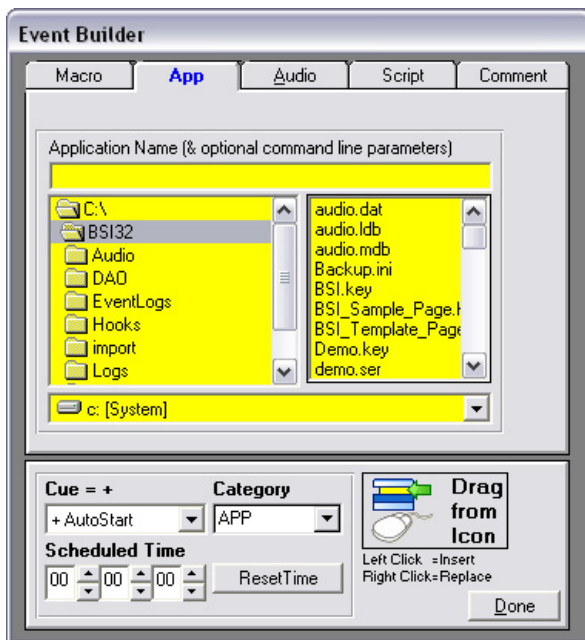 Event Builder
Macro App Audio Script Comment
Application Name (& optional command line parameters)
C:\
BSI32
Audio
DAO
EventLogs
Hooks
import
Logs
audio.dat
audio.ldb
audio.mdb
Backup.ini
BSI.key
BSI_Sample_Page.
BSI_Template_Page
Demo.key
demo.ser
c: [System]
Cue = + Category
+ AutoStart APP
Scheduled Time
00 00 00 ResetTime
Drag
from
Icon
Left Click =Insert
Right Click=Replace
Done